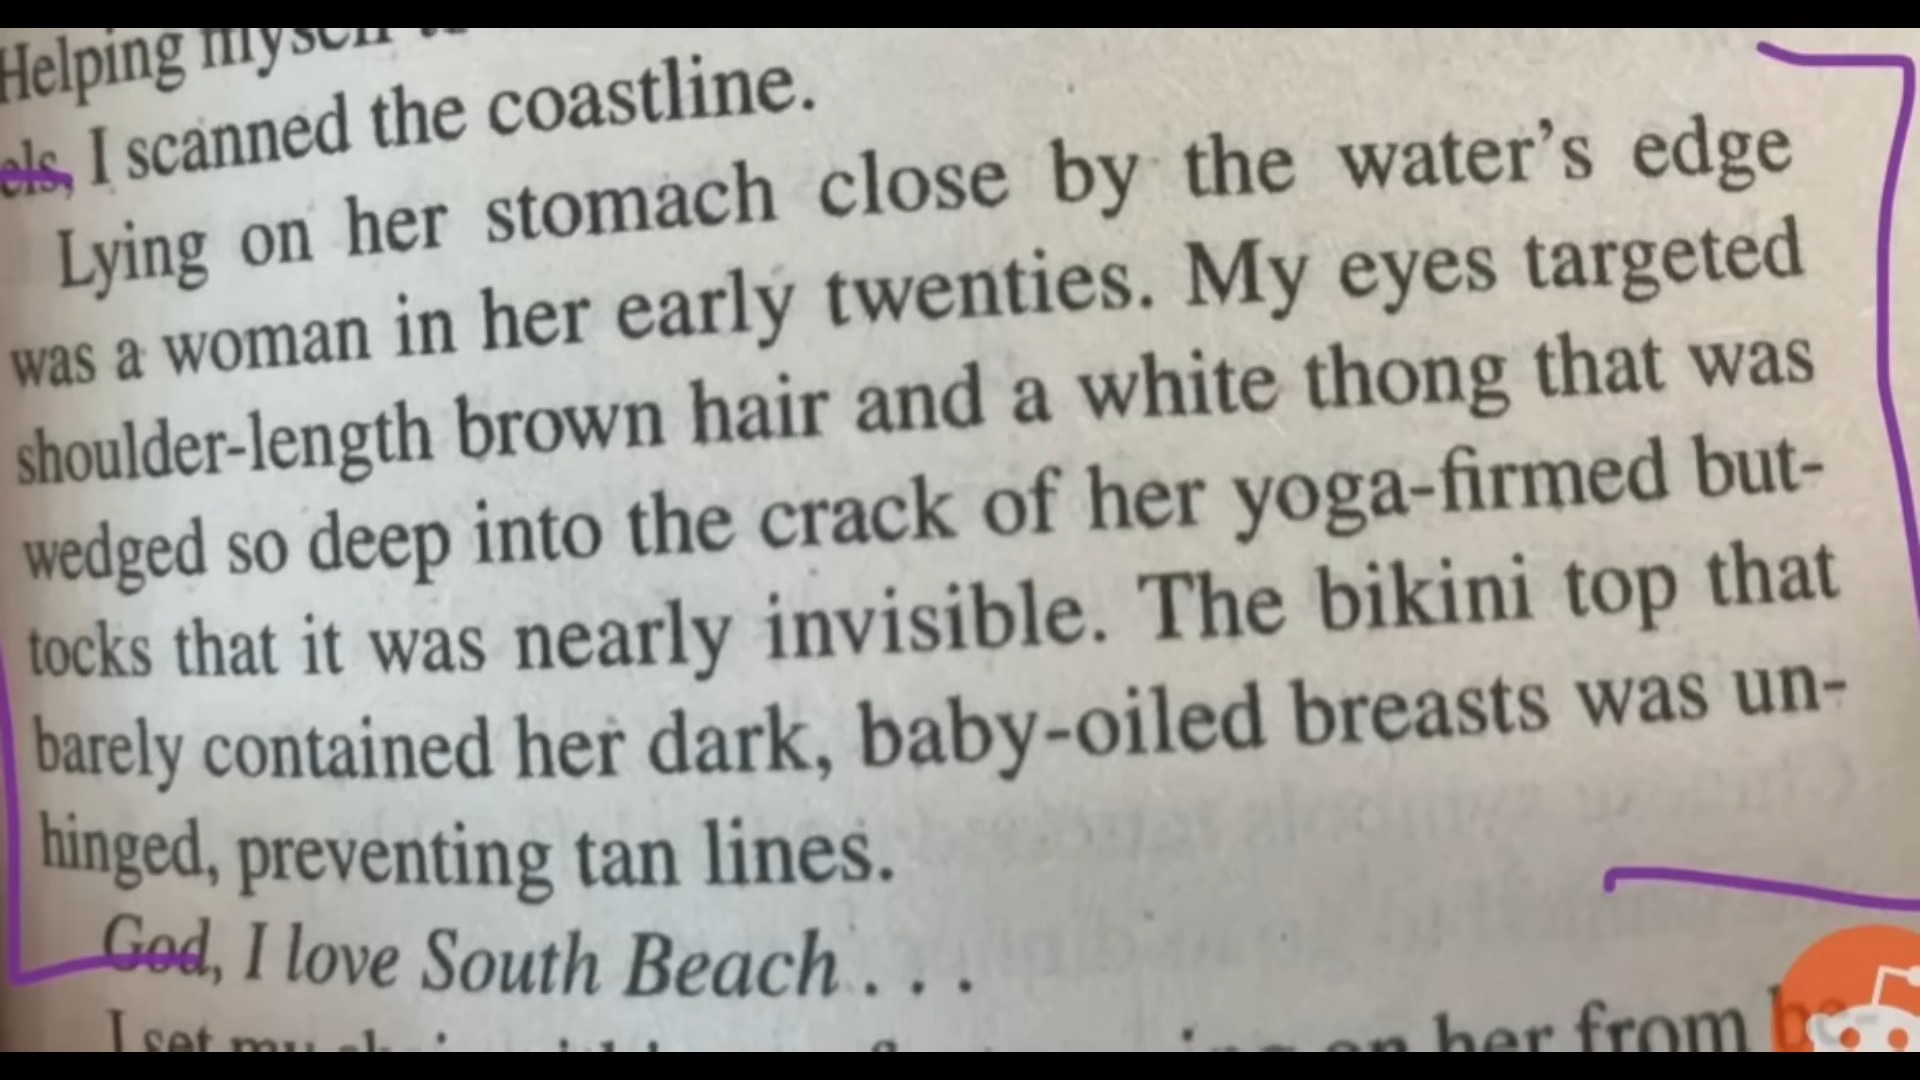 Helping myself
els, I scanned the coastline.
Lying on her stomach close by the water's edge
was a woman in her early twenties. My eyes targeted
shoulder-length brown hair and a white thong that was
wedged so deep into the crack of her yoga-firmed but-
tocks that it was nearly invisible. The bikini top that
barely contained her dark, baby-oiled breasts was un-
hinged, preventing tan lines.
God, I love South Beach . . .
I set my on her from